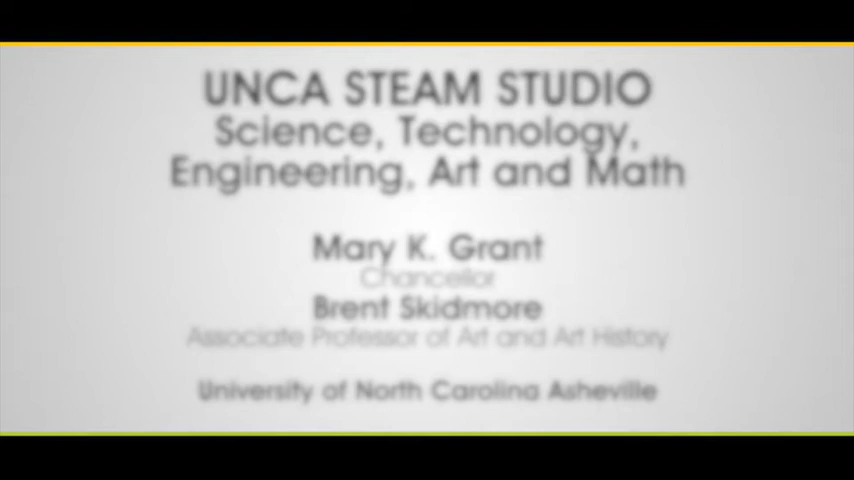 UNCA STEAM STUDIO
Science, Technology,
Engineering, Art and Math
Mary K. Grant
Chancellor
Brent Skidmore
Associate Professor of Art and Art History
University of North Carolina Asheville